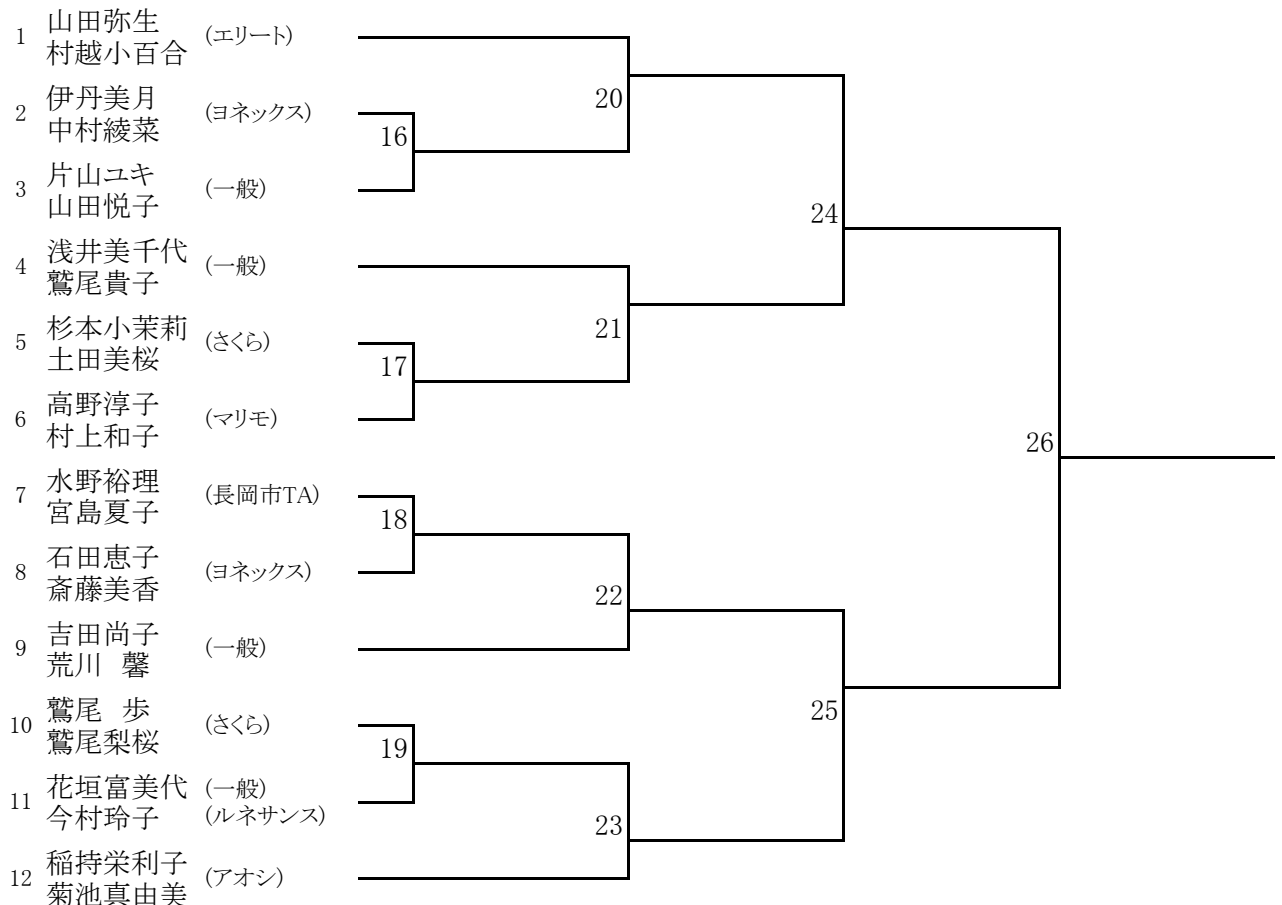 1 山田弥生 (エリート)
村越小百合
20
2 伊丹美月 (ヨネックス)
中村綾菜
16
3 片山ユキ (一般)
山田悦子
24
4 浅井美千代 (一般)
鷲尾貴子
21
5 杉本小茉莉 (さくら)
土田美桜
17
6 高野淳子 (マリモ)
村上和子
26
7 水野裕理 (長岡市TA)
宮島夏子
18
8 石田恵子 (ヨネックス)
斎藤美香
22
9 吉田尚子 (一般)
荒川 馨
25
10 鷲尾 歩 (さくら)
鷲尾梨桜
19
11 花垣富美代 (一般)
今村玲子 (ルネサンス)
23
12 稲持栄利子 (アオシ)
菊池真由美